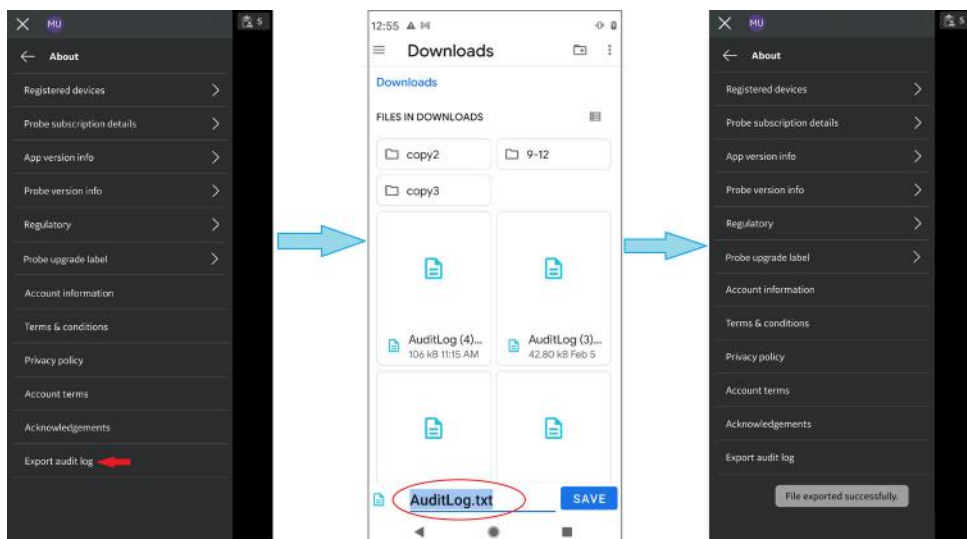 MU
5
About
Registered devices
Probe subscription details
App version info
Probe version info
Regulatory
Probe upgrade label
Account information
Terms & conditions
Privacy policy
Account terms
Acknowledgements
Export audit log
12:55
Downloads
Downloads
FILES IN DOWNLOADS
copy2
9-12
copy3
AuditLog (4)...
106 kB 11:15 AM
AuditLog (3)...
42.80 kB Feb 5
AuditLog.txt
SAVE
MU
5
About
Registered devices
Probe subscription details
App version info
Probe version info
Regulatory
Probe upgrade label
Account information
Terms & conditions
Privacy policy
Account terms
Acknowledgements
Export audit log
File exported successfully.